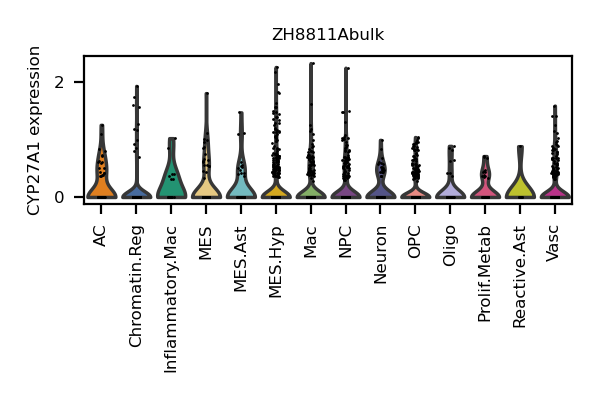 ZH8811Abulk
CYP27A1 expression
2
0
AC
Chromatin.Reg
Inflammatory.Mac
MES
MES.Ast
MES.Hyp
Mac
NPC
Neuron
OPC
Oligo
Prolif.Metab
Reactive.Ast
Vasc